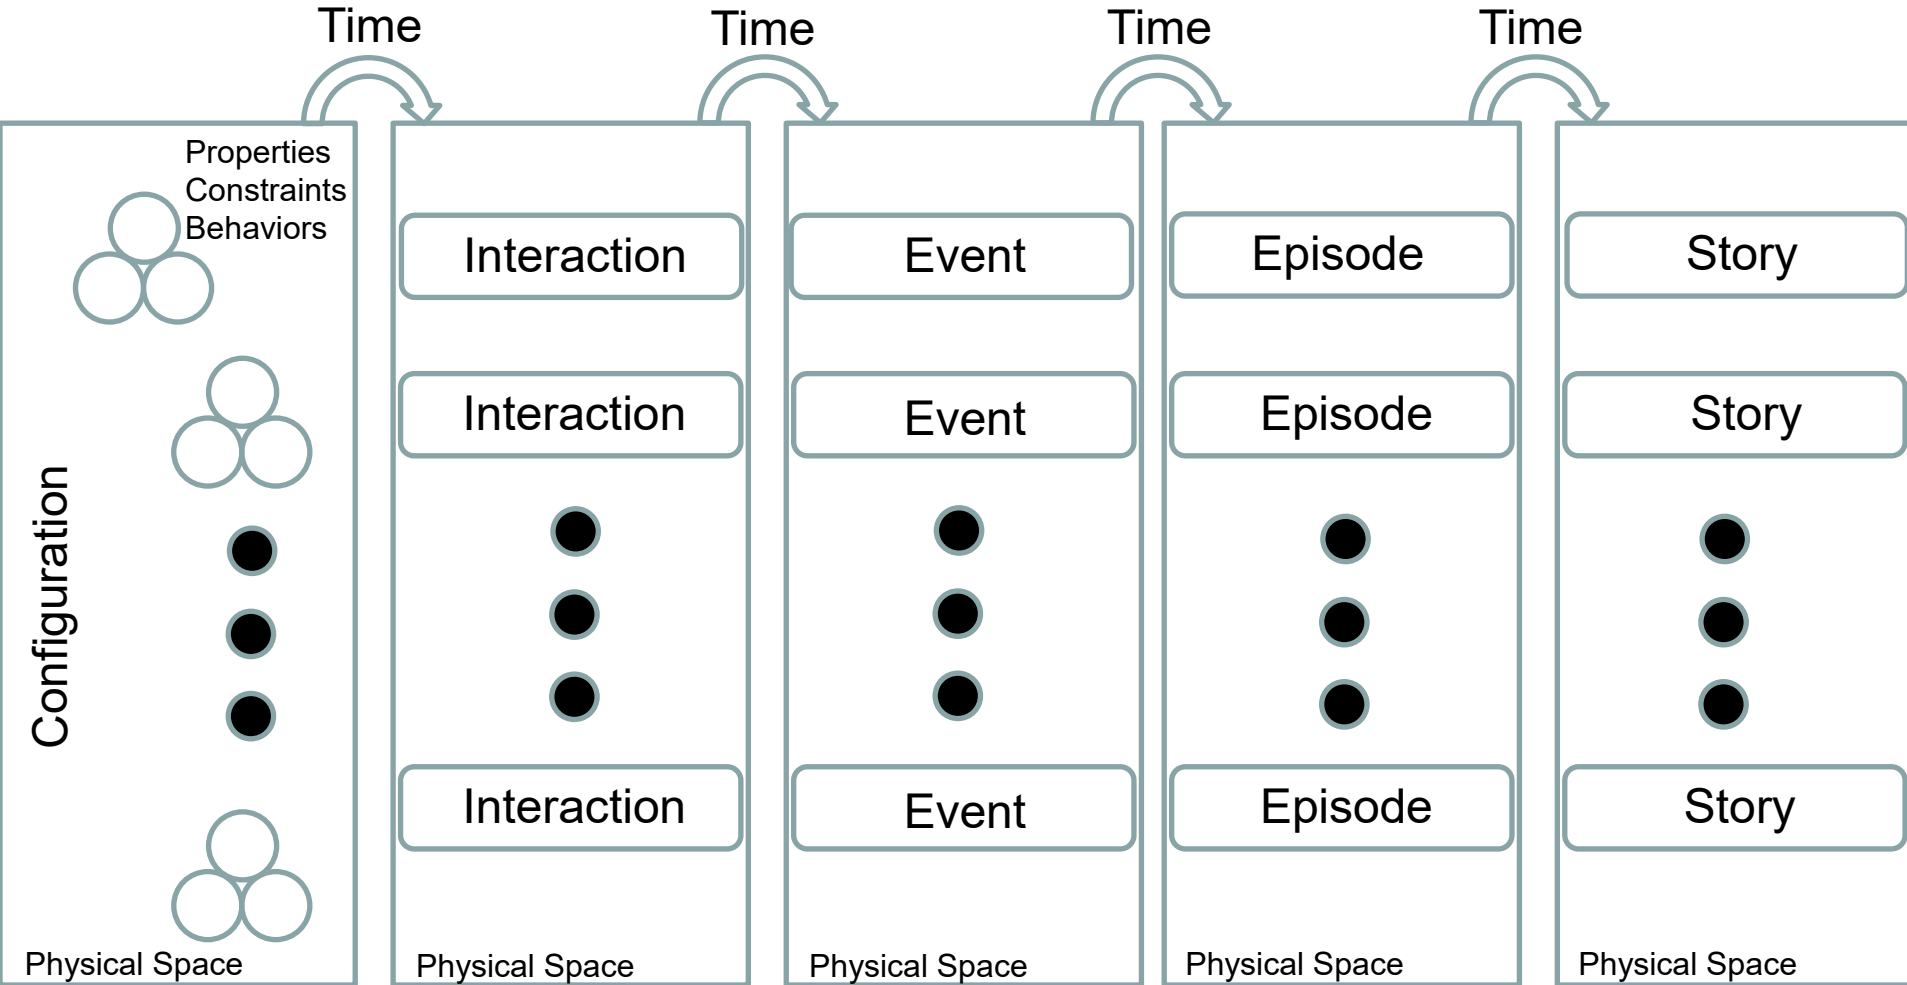 Time
Time
Time
Time
Properties
Constraints
Behaviors
Configuration
Physical Space
Interaction
Interaction
Interaction
Physical Space
Event
Event
Event
Physical Space
Episode
Episode
Episode
Physical Space
Story
Story
Story
Physical Space